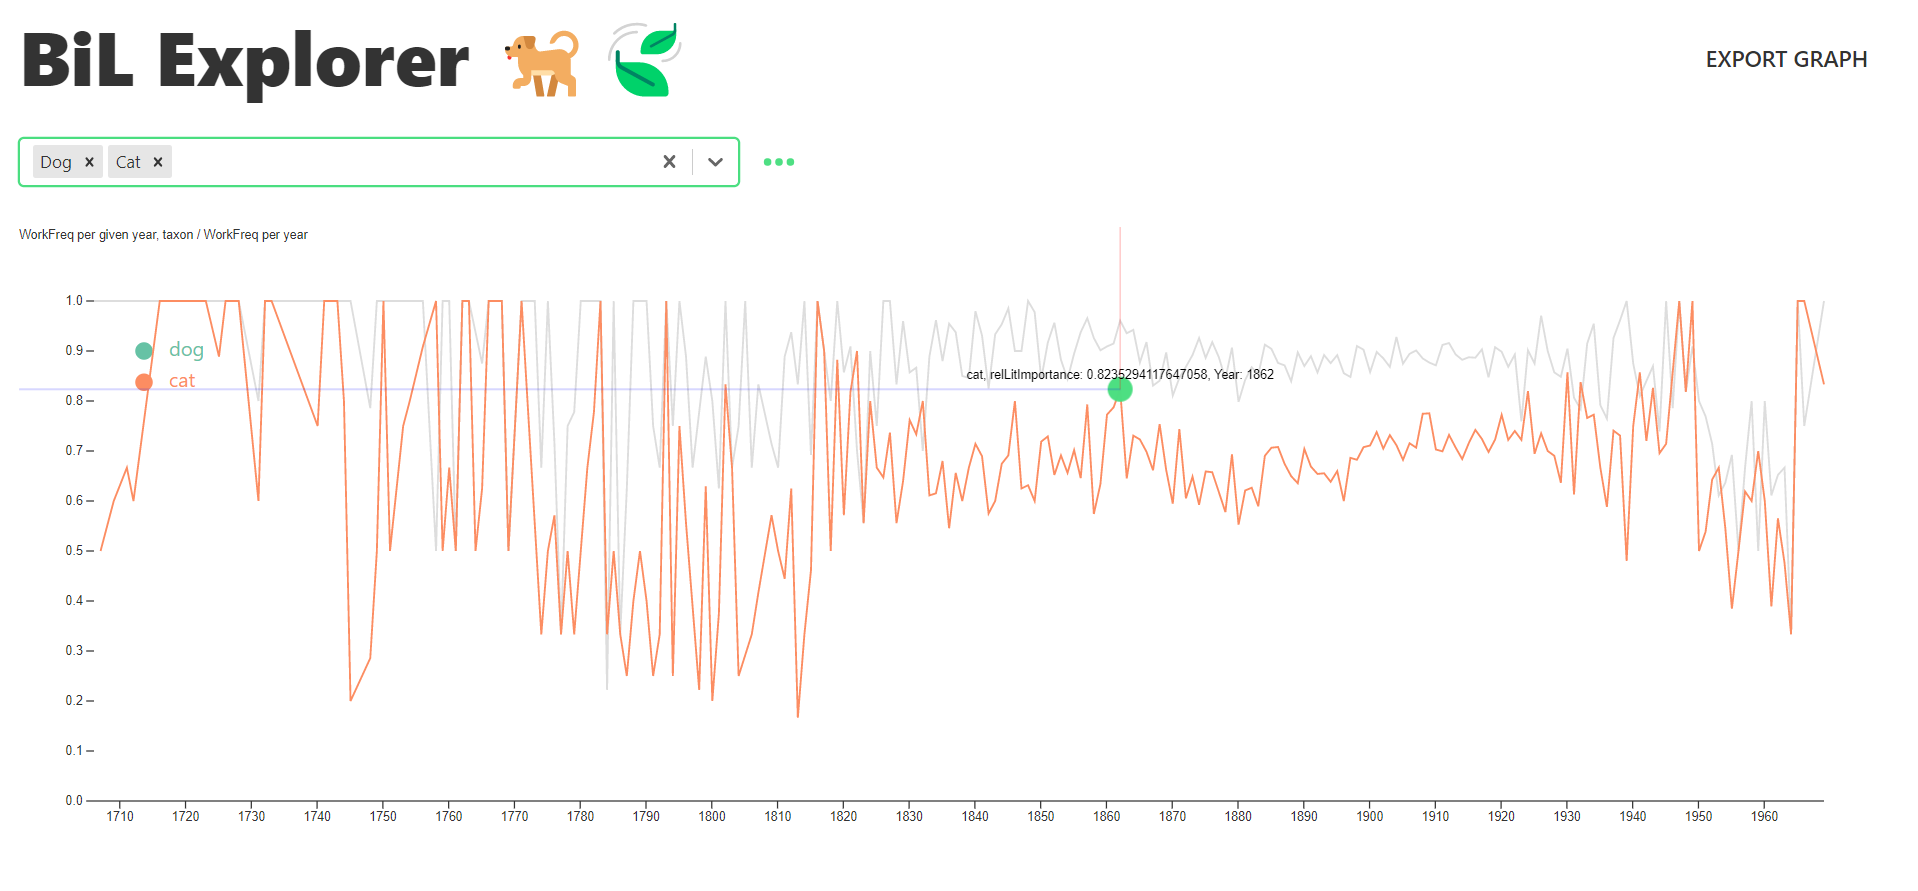 BiL Explorer
EXPORT GRAPH
Dog × Cat ×
WorkFreq per given year, taxon / WorkFreq per year
1.0
0.9
dog
cat
cat, relLitImportance: 0.8235294117647058, Year: 1862
0.8
0.7
0.6
0.5
0.4
0.3
0.2
0.1
0.0
1710 1720 1730 1740 1750 1760 1770 1780 1790 1800 1810 1820 1830 1840 1850 1860 1870 1880 1890 1900 1910 1920 1930 1940 1950 1960